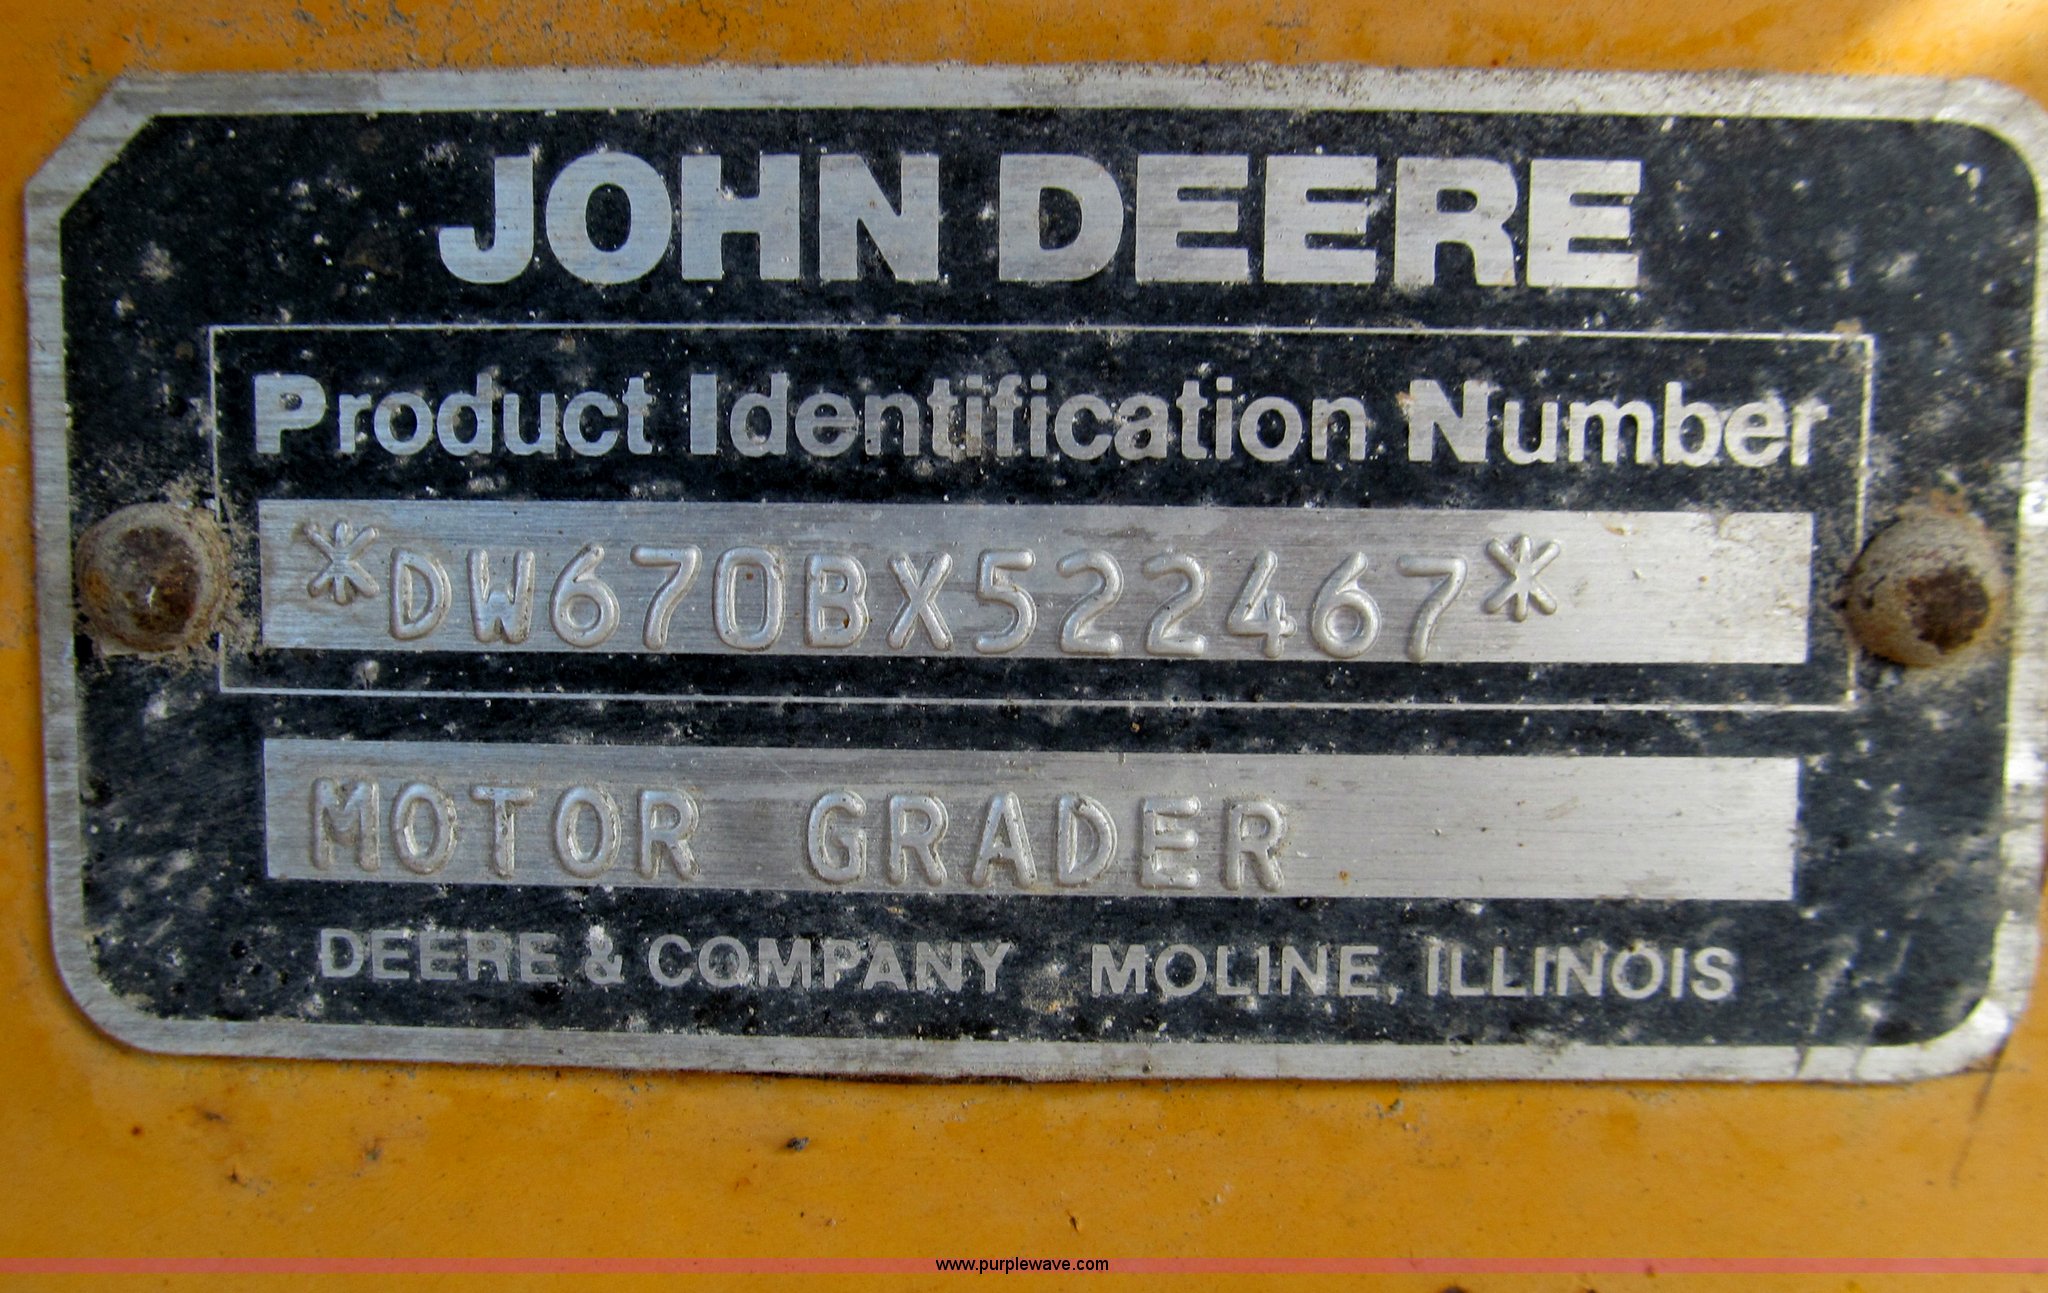 JOHN DEERE
Product Identification Number
*DW670BX522467*
MOTOR GRADER
DEERE & COMPANY MOLINE, ILLINOIS
www.purplewave.com